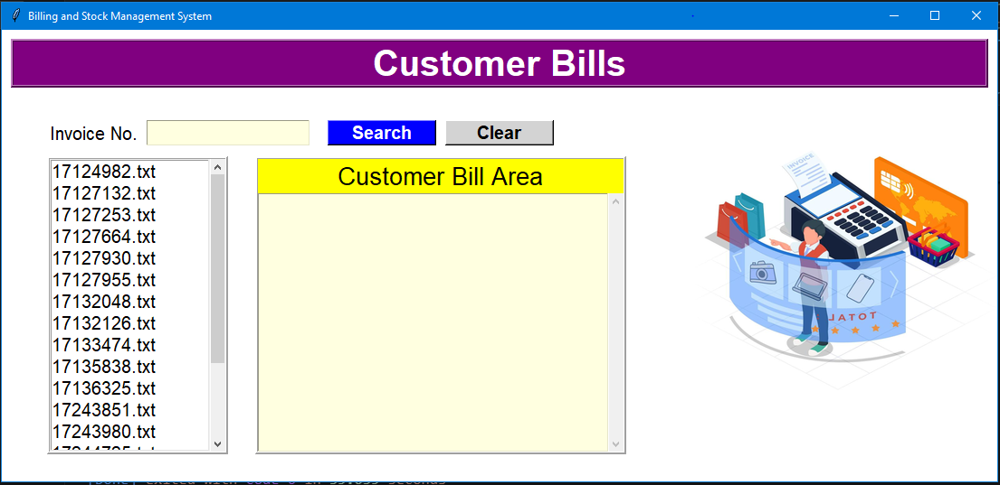 Billing and Stock Management System
Customer Bills
Invoice No. Search Clear
17124982.txt
17127132.txt
17127253.txt
17127664.txt
17127930.txt
17127955.txt
17132048.txt
17132126.txt
17133474.txt
17135838.txt
17136325.txt
17243851.txt
17243980.txt
Customer Bill Area
INVOICE
TOTAL